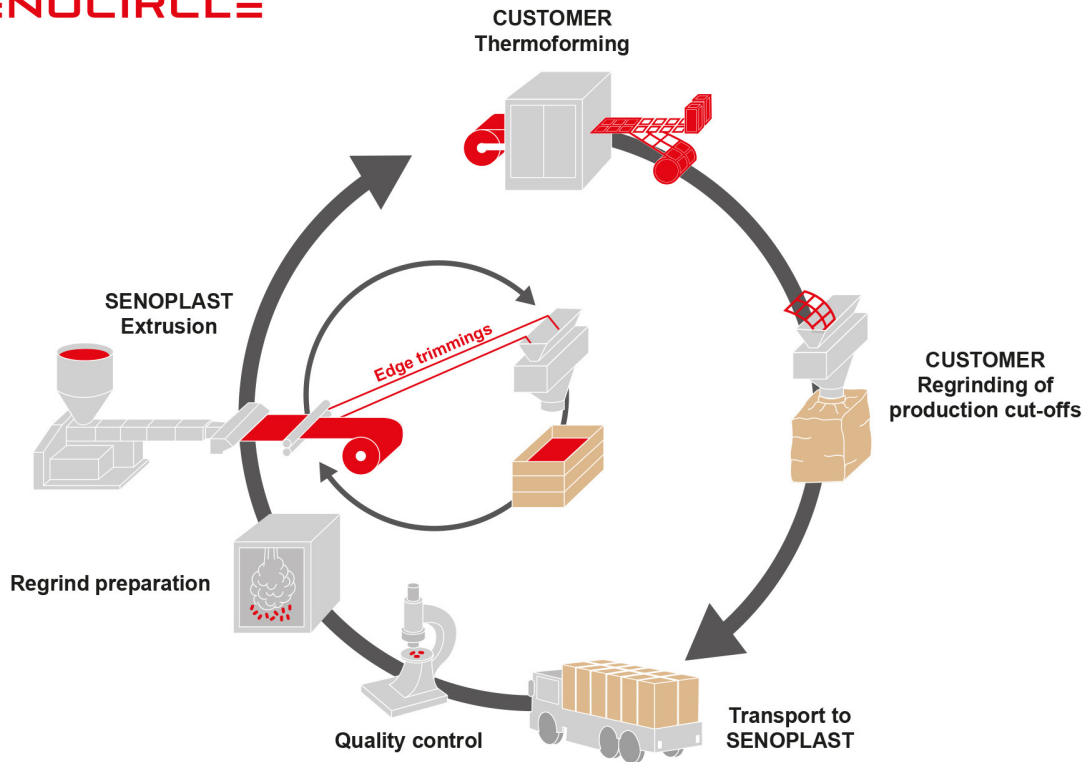 CUSTOMER
Thermoforming
SENOPLAST
Extrusion
Edge trimmings
CUSTOMER
Regrinding of
production cut-offs
Regrind preparation
Quality control
Transport to
SENOPLAST